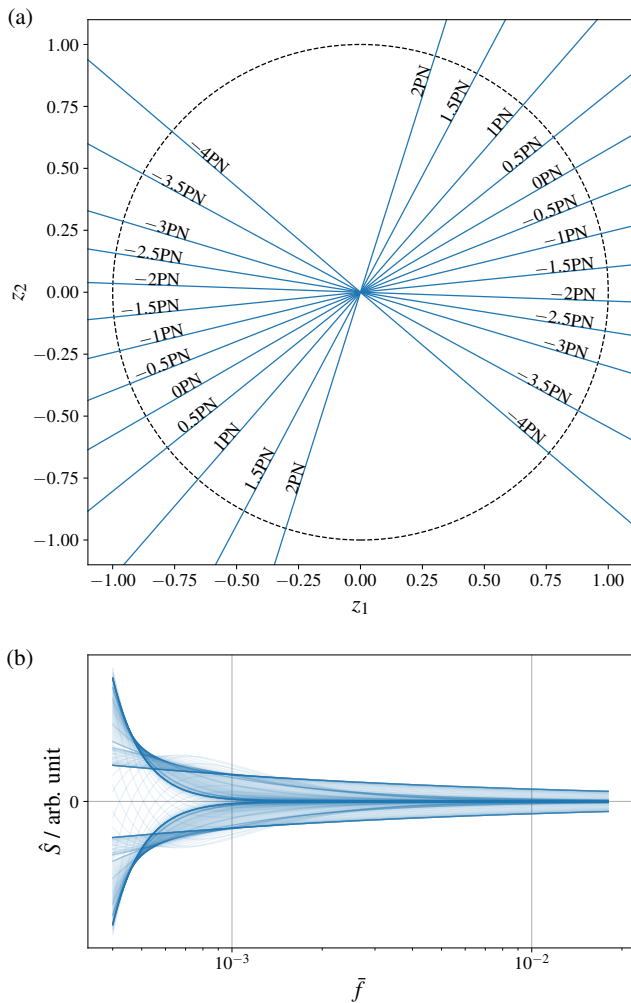 (a)
1.00
0.75
0.50
0.25
0.00
−0.25
−0.50
−0.75
−1.00
z2
2PN
1.5PN
1PN
0.5PN
0PN
−0.5PN
−1PN
−1.5PN
−2PN
−2.5PN
−3PN
−3.5PN
−4PN
−4PN
−3.5PN
−3PN
−2.5PN
−2PN
−1.5PN
−1PN
−0.5PN
0PN
0.5PN
1PN
1.5PN
2PN
−1.00 −0.75 −0.50 −0.25 0.00 0.25 0.50 0.75 1.00
z1
(b)
Ŝ / arb. unit
0
10−3 10−2
f̄